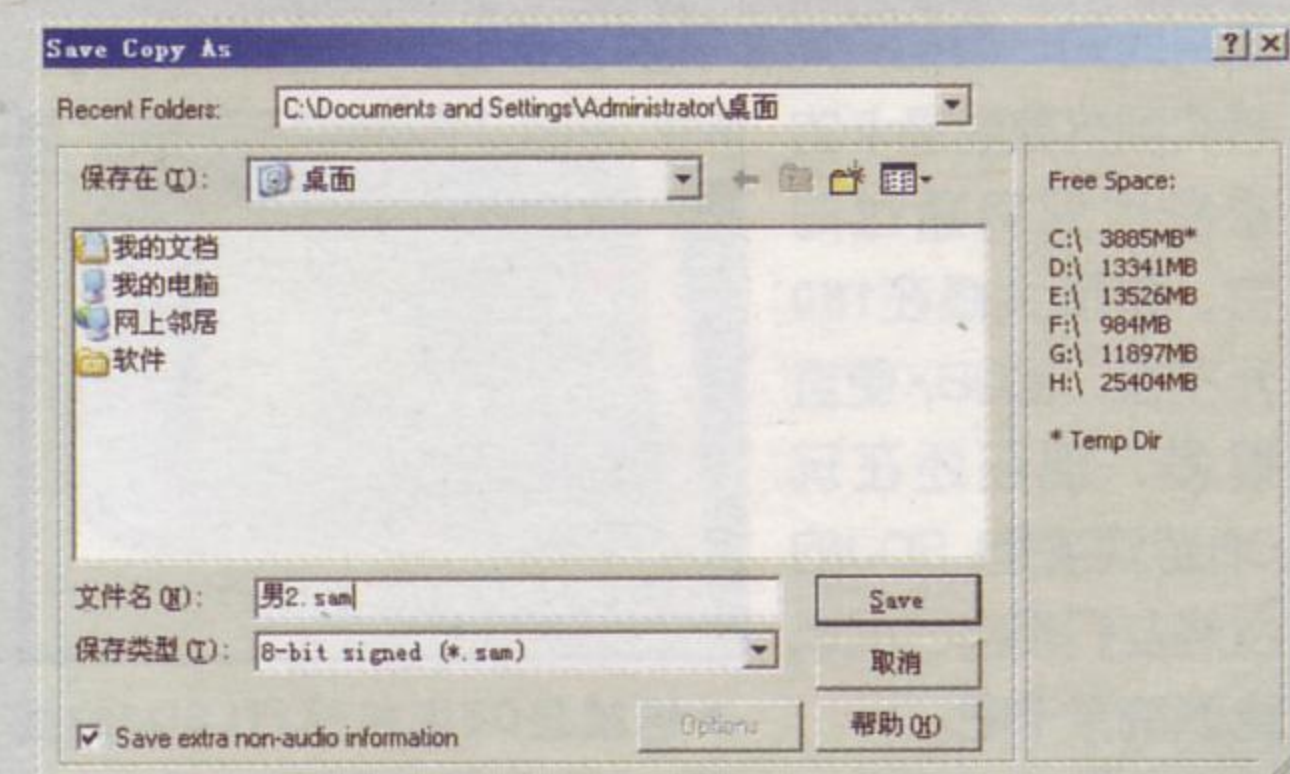 Save Copy As
Recent Folders: C:\Documents and Settings\Administrator\桌面
保存在(I): 桌面
我的文档
我的电脑
网上邻居
软件
文件名(N): 男2.sam
Save
保存类型(T): 8-bit signed (*.sam)
取消
Save extra non-audio information
Options
帮助(H)
Free Space:
C:\ 3885MB*
D:\ 13341MB
E:\ 13526MB
F:\ 984MB
G:\ 11897MB
H:\ 25404MB
* Temp Dir